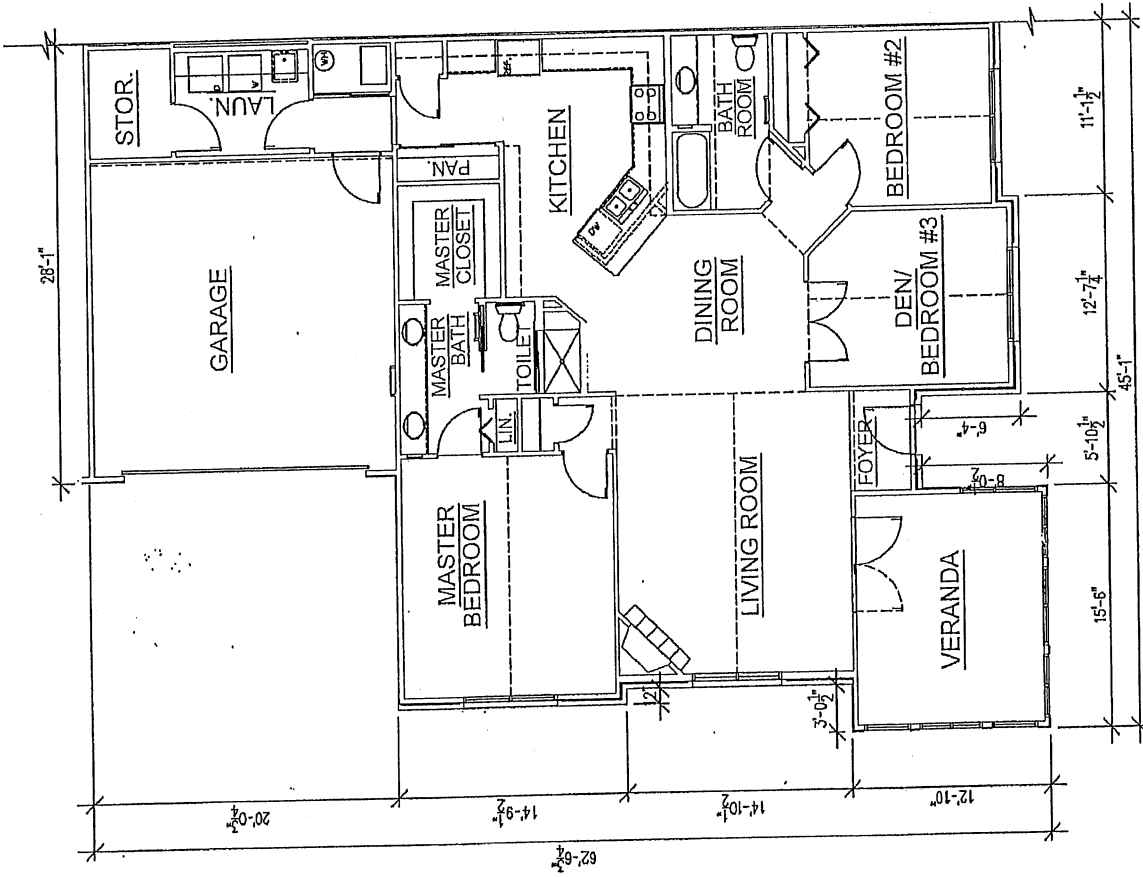 28'-1"
STOR.
LAUN.
D
W
WH
GARAGE
PAN.
KITCHEN
REF.
DW
BATH
ROOM
BEDROOM #2
MASTER
CLOSET
MASTER
BATH
TOILET
LIN.
DINING
ROOM
DEN/
BEDROOM #3
MASTER
BEDROOM
LIVING ROOM
FOYER
VERANDA
11'-1 1/2"
12'-7 1/4"
45'-1"
5'-10 1/2"
15'-6"
6'-4"
8'-0 1/2"
2'
3'-0 1/2"
20'-0 3/4"
14'-9 1/2"
14'-10 1/2"
12'-10"
62'-6 3/4"